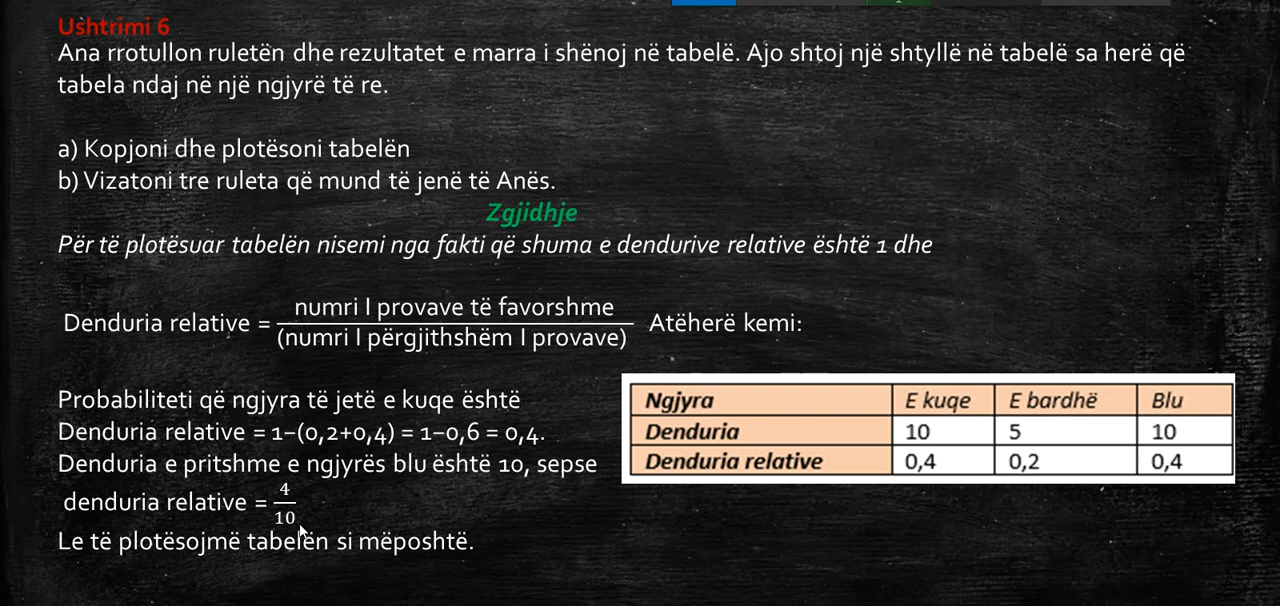 Ushtrimi 6
Ana rrotullon ruletën dhe rezultatet e marra i shënoj në tabelë. Ajo shtoj një shtyllë në tabelë sa herë që
tabela ndaj në një ngjyrë të re.
a) Kopjoni dhe plotësoni tabelën
b) Vizatoni tre ruleta që mund të jenë të Anës.
Zgjidhje
Për të plotësuar tabelën nisemi nga fakti që shuma e dendurive relative është 1 dhe
numri I provave të favorshme
Denduria relative = Atëherë kemi:
(numri I përgjithshëm I provave)
Probabiliteti që ngjyra të jetë e kuqe është
Denduria relative = 1–(0,2+0,4) = 1–0,6 = 0,4.
Denduria e pritshme e ngjyrës blu është 10, sepse
denduria relative = 4/10
Le të plotësojmë tabelën si mëposhtë.
Ngjyra E kuqe E bardhë Blu
Denduria 10 5 10
Denduria relative 0,4 0,2 0,4